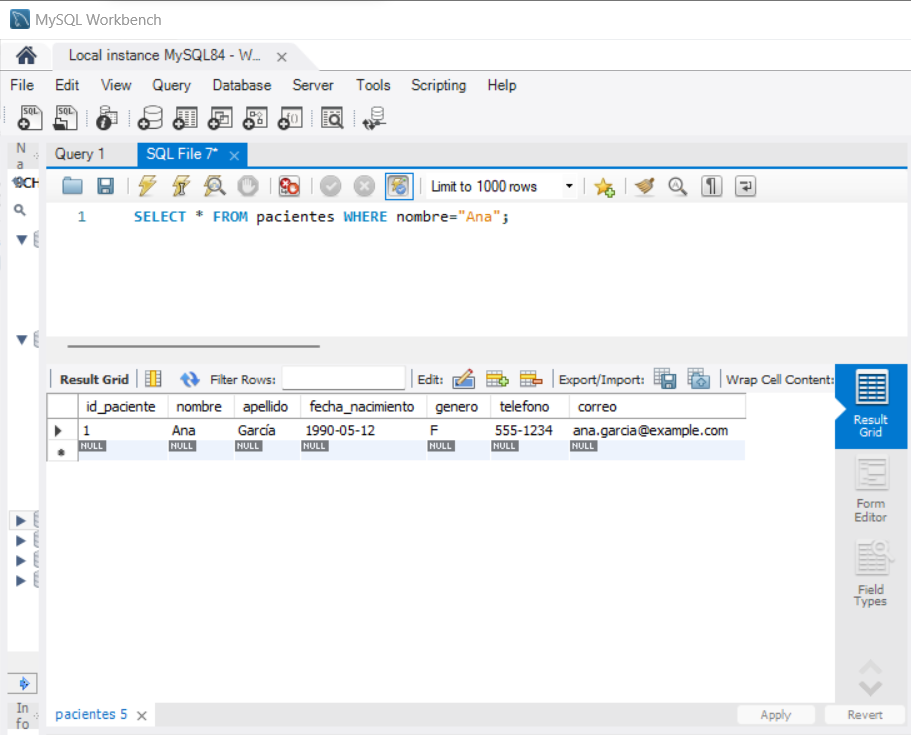 MySQL Workbench
Local instance MySQL84 - W...
File Edit View Query Database Server Tools Scripting Help
N
a
Query 1
SQL File 7*
CH
Limit to 1000 rows
1 SELECT * FROM pacientes WHERE nombre="Ana";
Result Grid Filter Rows: Edit: Export/Import: Wrap Cell Content:
id_paciente nombre apellido fecha_nacimiento genero telefono correo
1 Ana García 1990-05-12 F 555-1234 ana.garcia@example.com
NULL NULL NULL NULL NULL NULL NULL
Result
Grid
Form
Editor
Field
Types
In
fo
pacientes 5
Apply Revert